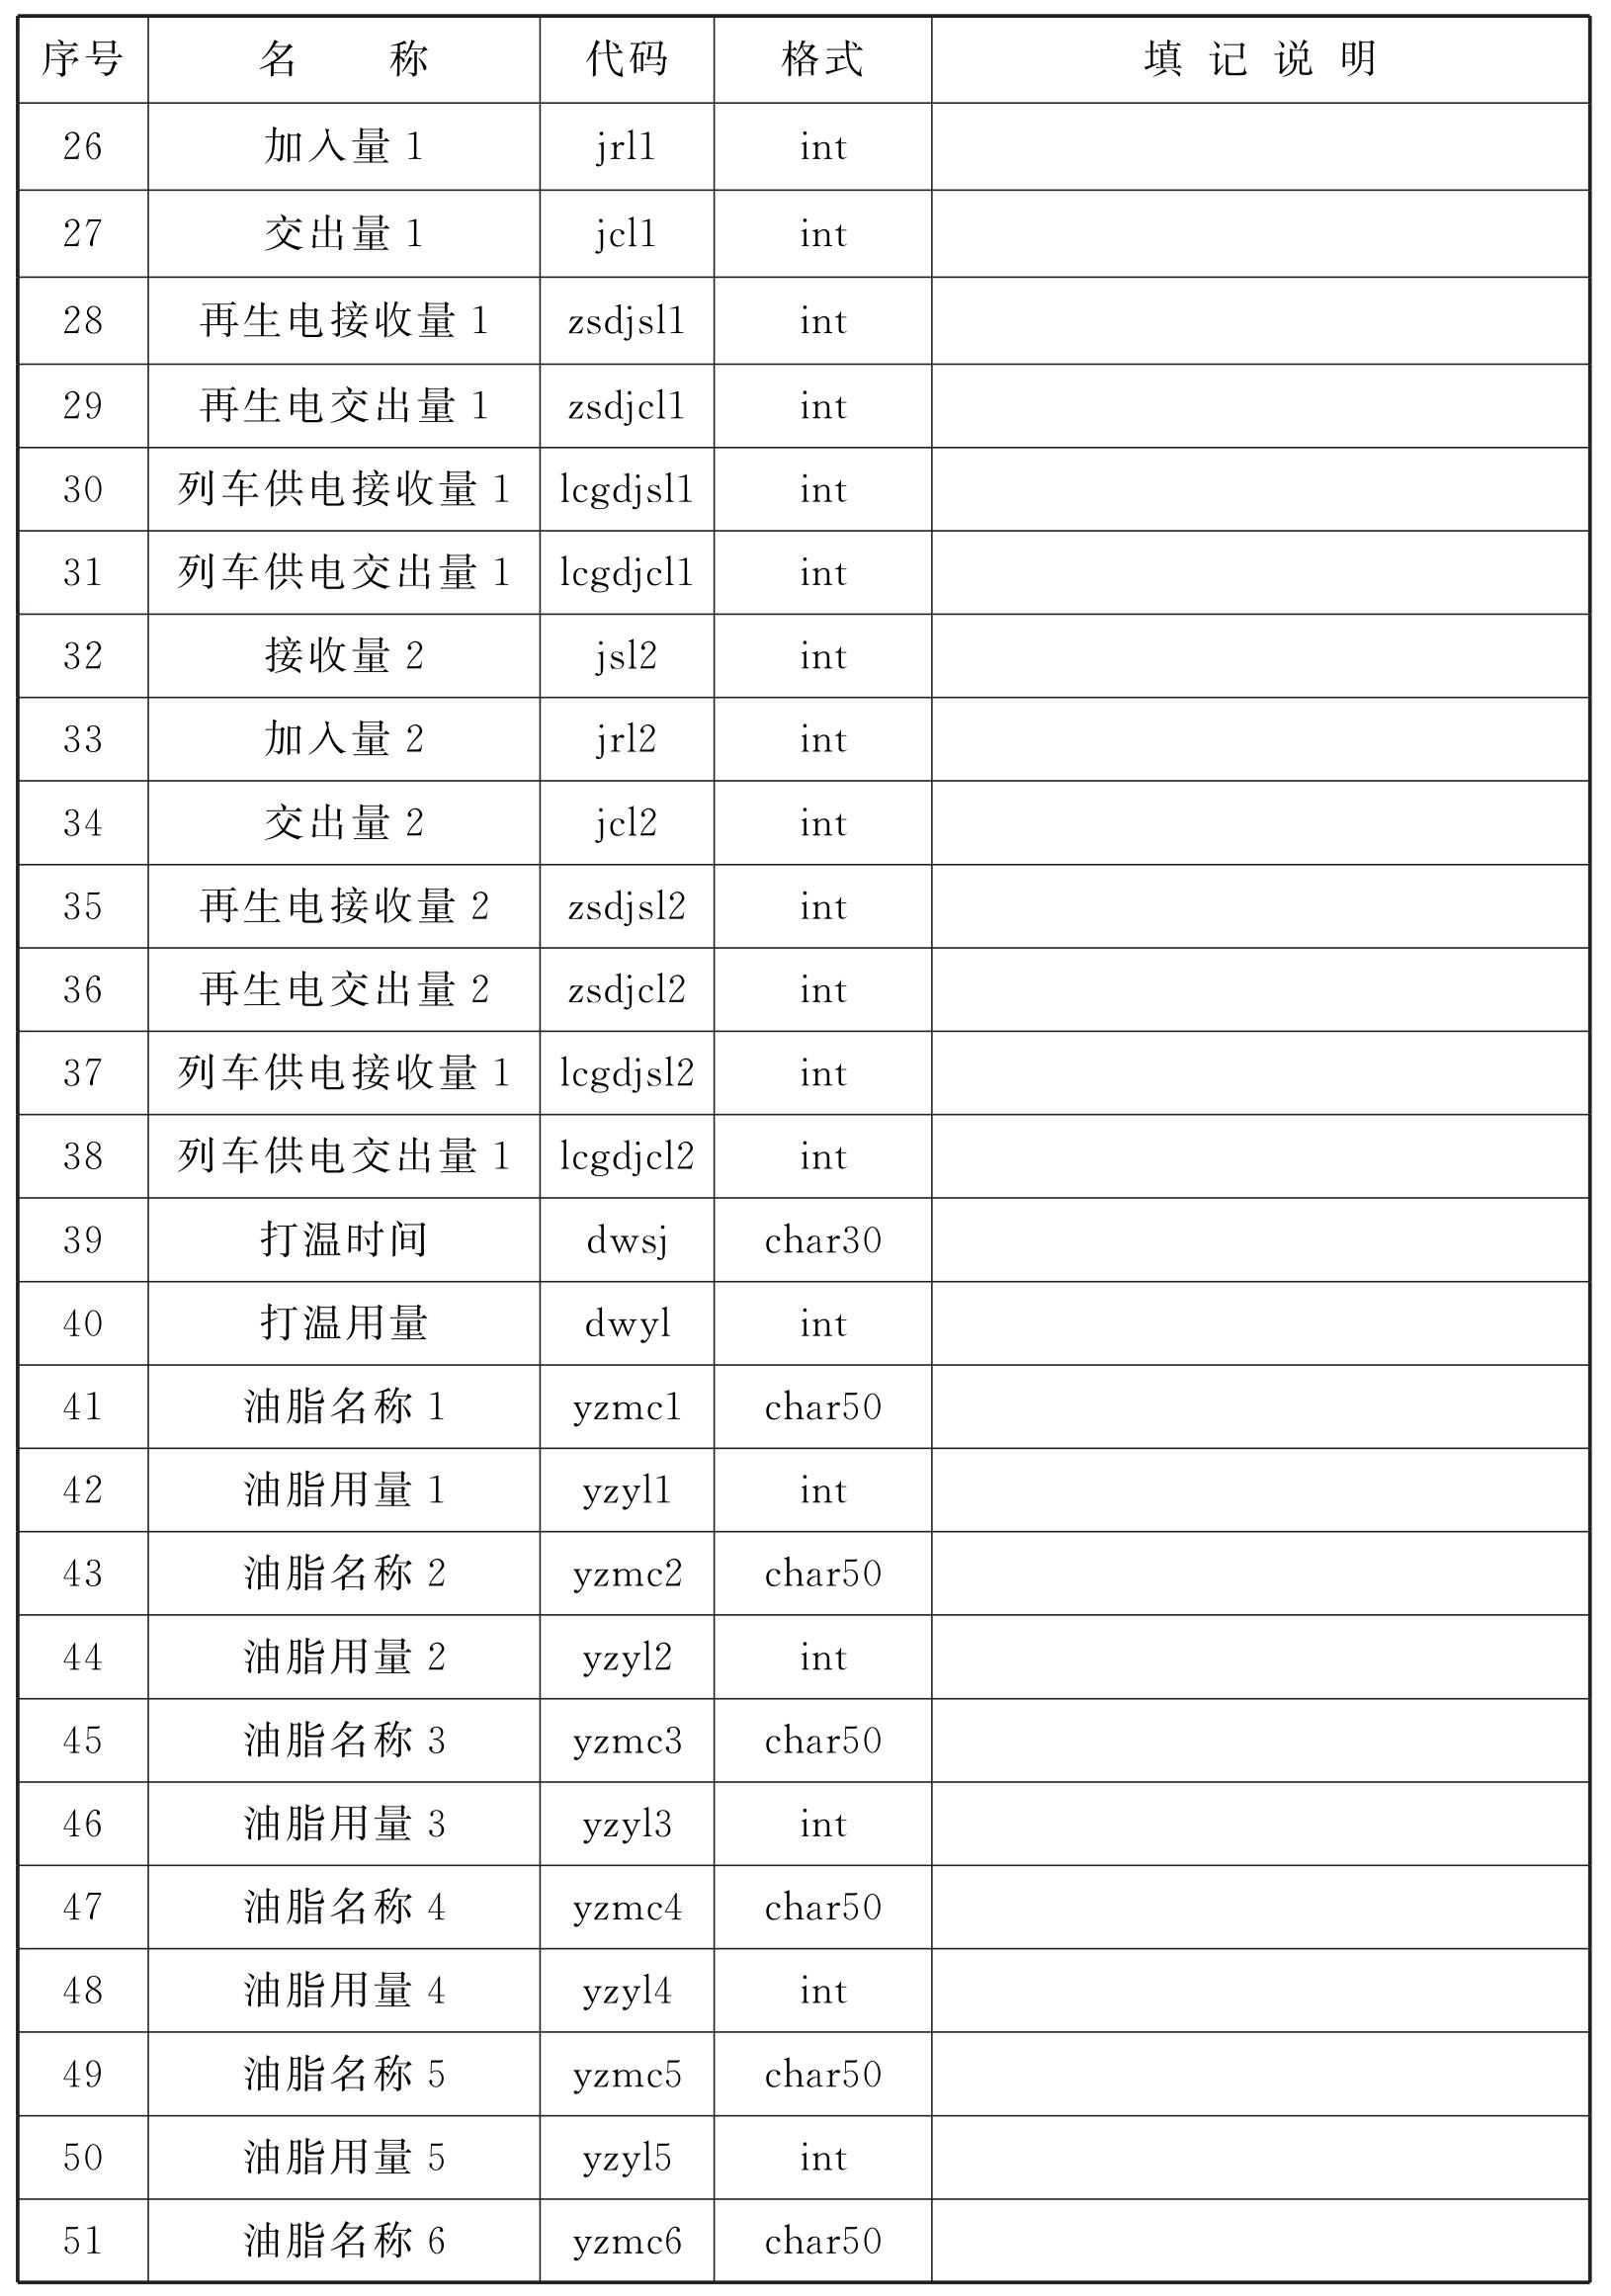 序号 名 称 代码 格式 填 记 说 明
26 加入量 1 jrl1 int
27 交出量 1 jcl1 int
28 再生电接收量 1 zsdjsl1 int
29 再生电交出量 1 zsdjcl1 int
30 列车供电接收量 1 lcgdjsl1 int
31 列车供电交出量 1 lcgdjcl1 int
32 接收量 2 jsl2 int
33 加入量 2 jrl2 int
34 交出量 2 jcl2 int
35 再生电接收量 2 zsdjsl2 int
36 再生电交出量 2 zsdjcl2 int
37 列车供电接收量 1 lcgdjsl2 int
38 列车供电交出量 1 lcgdjcl2 int
39 打温时间 dwsj char30
40 打温用量 dwyl int
41 油脂名称 1 yzmc1 char50
42 油脂用量 1 yzyl1 int
43 油脂名称 2 yzmc2 char50
44 油脂用量 2 yzyl2 int
45 油脂名称 3 yzmc3 char50
46 油脂用量 3 yzyl3 int
47 油脂名称 4 yzmc4 char50
48 油脂用量 4 yzyl4 int
49 油脂名称 5 yzmc5 char50
50 油脂用量 5 yzyl5 int
51 油脂名称 6 yzmc6 char50